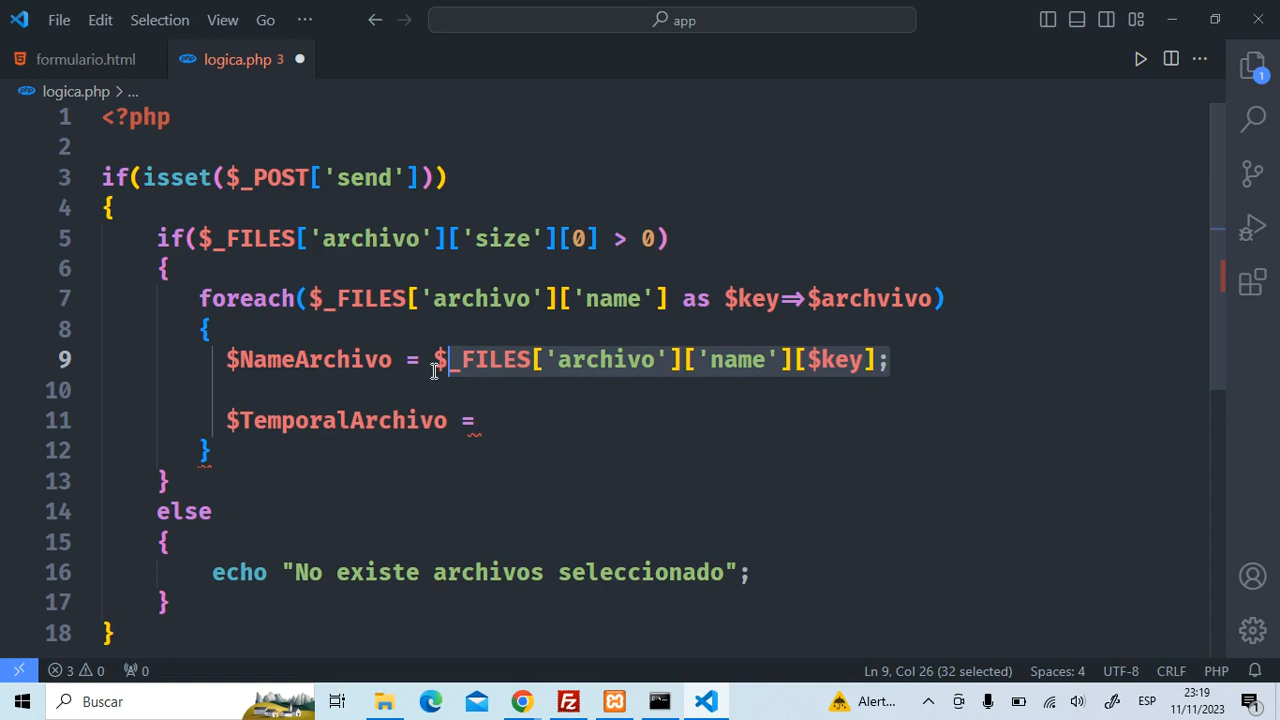 File Edit Selection View Go ··· app
formulario.html logica.php 3
logica.php > ...
1 <?php
2
3 if(isset($_POST['send']))
4 {
5 if($_FILES['archivo']['size'][0] > 0)
6 {
7 foreach($_FILES['archivo']['name'] as $key=>$archvivo)
8 {
9 $NameArchivo = $_FILES['archivo']['name'][$key];
10
11 $TemporalArchivo =
12 }
13 }
14 else
15 {
16 echo "No existe archivos seleccionado";
17 }
18 }
1
3 0 0 Ln 9, Col 26 (32 selected) Spaces: 4 UTF-8 CRLF PHP
Buscar Alert... ESP 23:19
11/11/2023 1